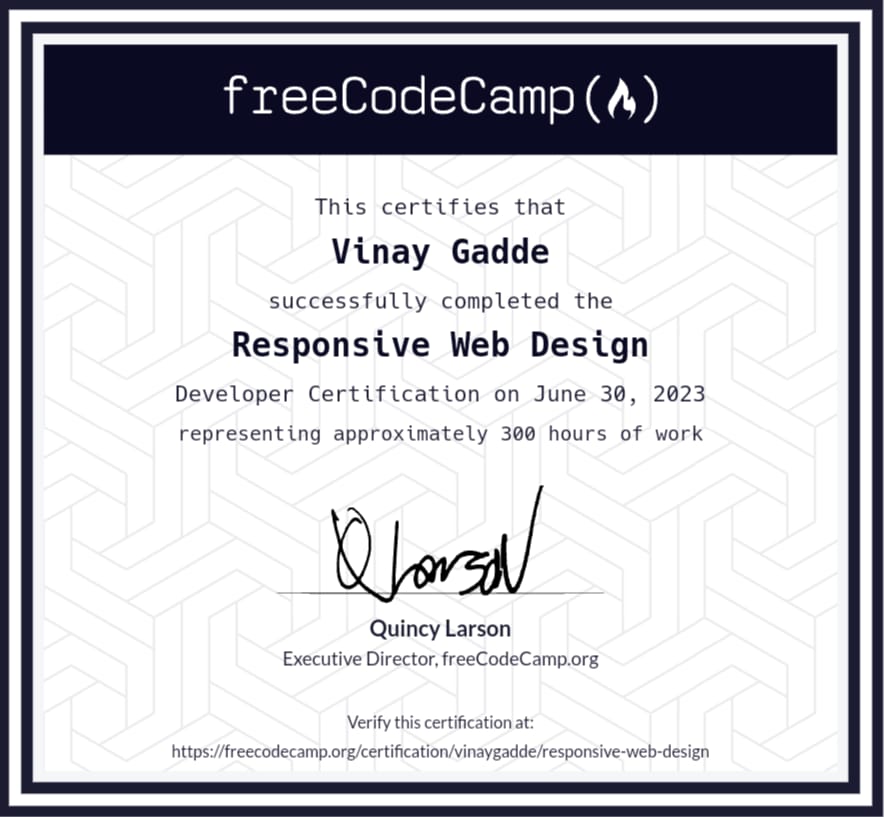 freeCodeCamp(🔥)
This certifies that
Vinay Gadde
successfully completed the
Responsive Web Design
Developer Certification on June 30, 2023
representing approximately 300 hours of work
QLarson
Quincy Larson
Executive Director, freeCodeCamp.org
Verify this certification at:
https://freecodecamp.org/certification/vinaygadde/responsive-web-design